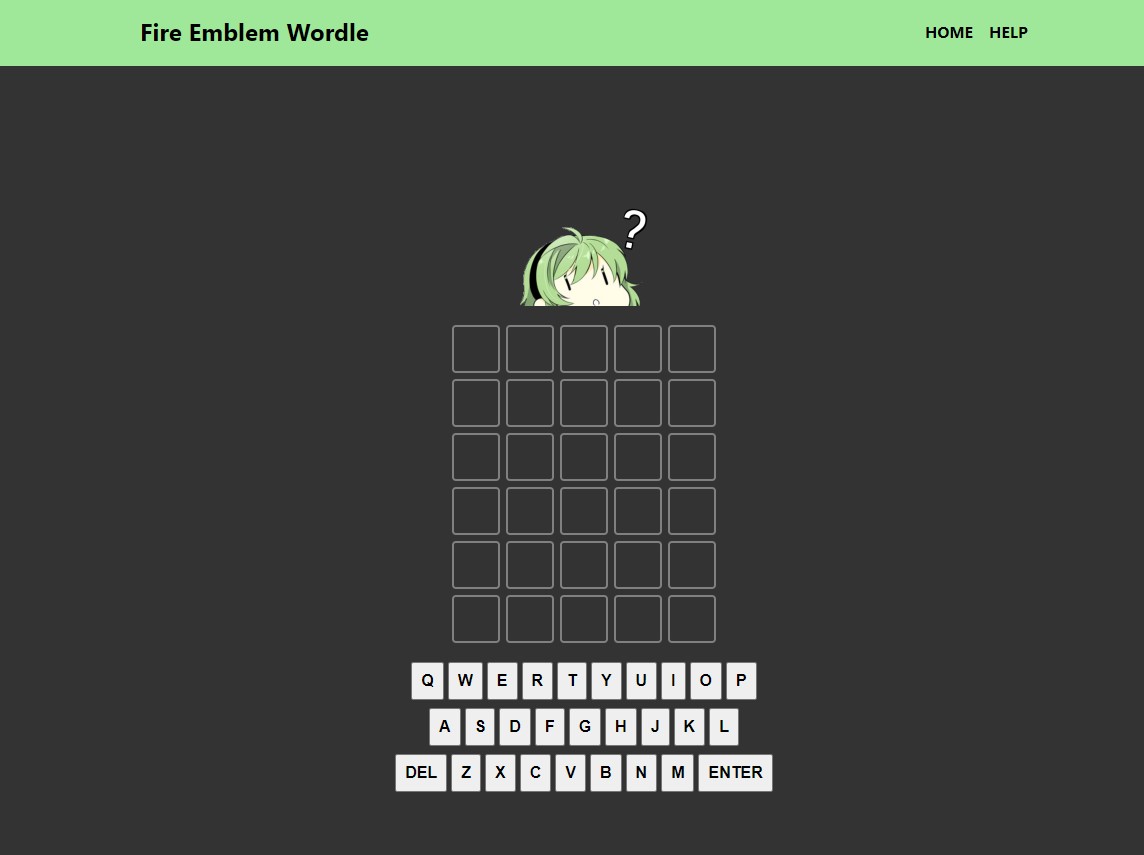 Fire Emblem Wordle HOME HELP
?
Q W E R T Y U I O P
A S D F G H J K L
DEL Z X C V B N M ENTER